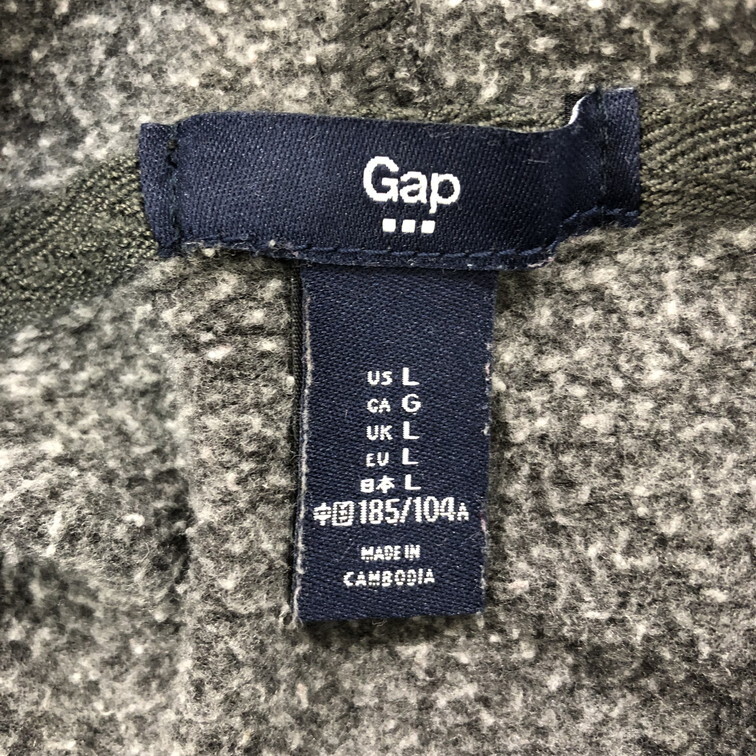 Gap
US L
CA G
UK L
EU L
日本 L
中国 185/104A
MADE IN
CAMBODIA